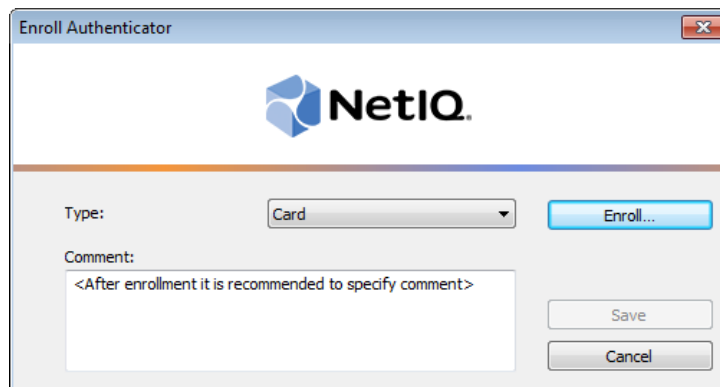 Enroll Authenticator
NetIQ.
Type:
Card
Enroll...
Comment:
<After enrollment it is recommended to specify comment>
Save
Cancel